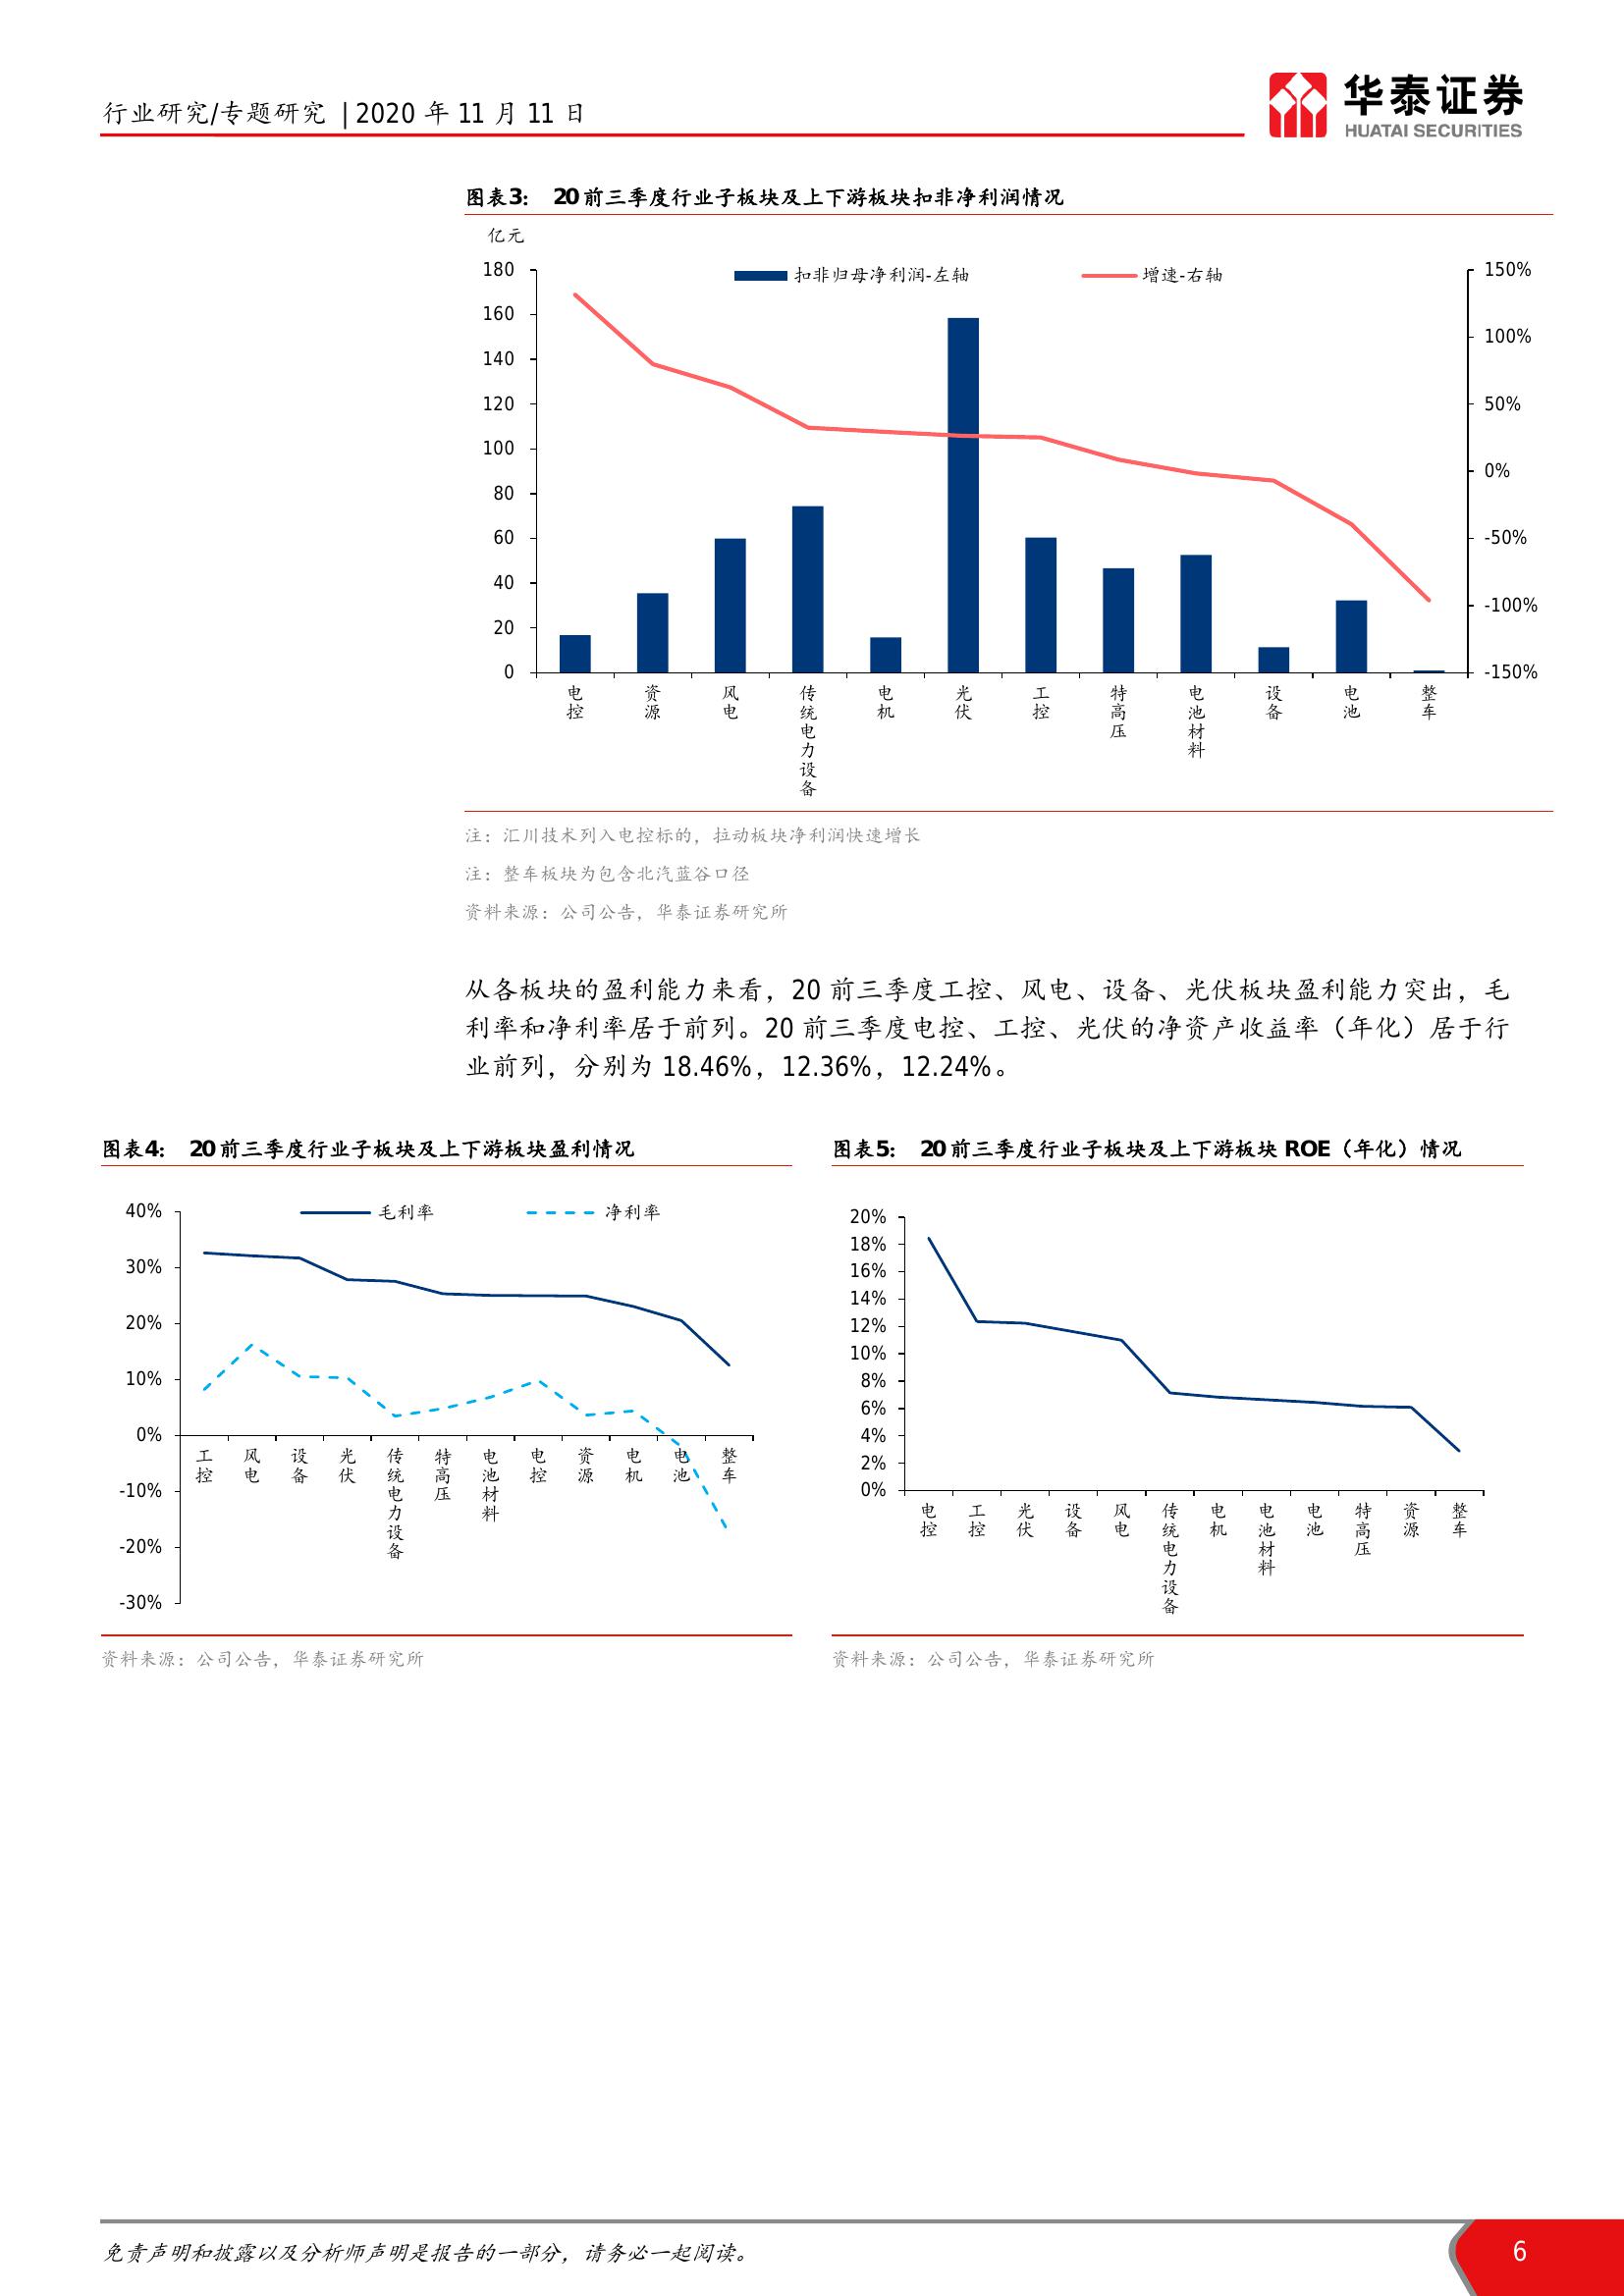 行业研究/专题研究 | 2020 年 11 月 11 日
华泰证券
HUATAI SECURITIES
图表3： 20前三季度行业子板块及上下游板块扣非净利润情况
亿元
扣非归母净利润-左轴 增速-右轴
180
160
140
120
100
80
60
40
20
0
150%
100%
50%
0%
-50%
-100%
-150%
电控 资源 风电 传统电力设备 电机 光伏 工控 特高压 电池材料 设备 电池 整车
注：汇川技术列入电控标的，拉动板块净利润快速增长
注：整车板块为包含北汽蓝谷口径
资料来源：公司公告，华泰证券研究所
从各板块的盈利能力来看，20 前三季度工控、风电、设备、光伏板块盈利能力突出，毛
利率和净利率居于前列。20 前三季度电控、工控、光伏的净资产收益率（年化）居于行
业前列，分别为 18.46%，12.36%，12.24%。
图表4： 20前三季度行业子板块及上下游板块盈利情况
毛利率 净利率
40%
30%
20%
10%
0%
-10%
-20%
-30%
工控 风电 设备 光伏 传统电力设备 特高压 电池材料 电控 资源 电机 电池 整车
资料来源：公司公告，华泰证券研究所
图表5： 20前三季度行业子板块及上下游板块 ROE（年化）情况
20%
18%
16%
14%
12%
10%
8%
6%
4%
2%
0%
电控 工控 光伏 设备 风电 传统电力设备 电机 电池材料 电池 特高压 资源 整车
资料来源：公司公告，华泰证券研究所
免责声明和披露以及分析师声明是报告的一部分，请务必一起阅读。
6